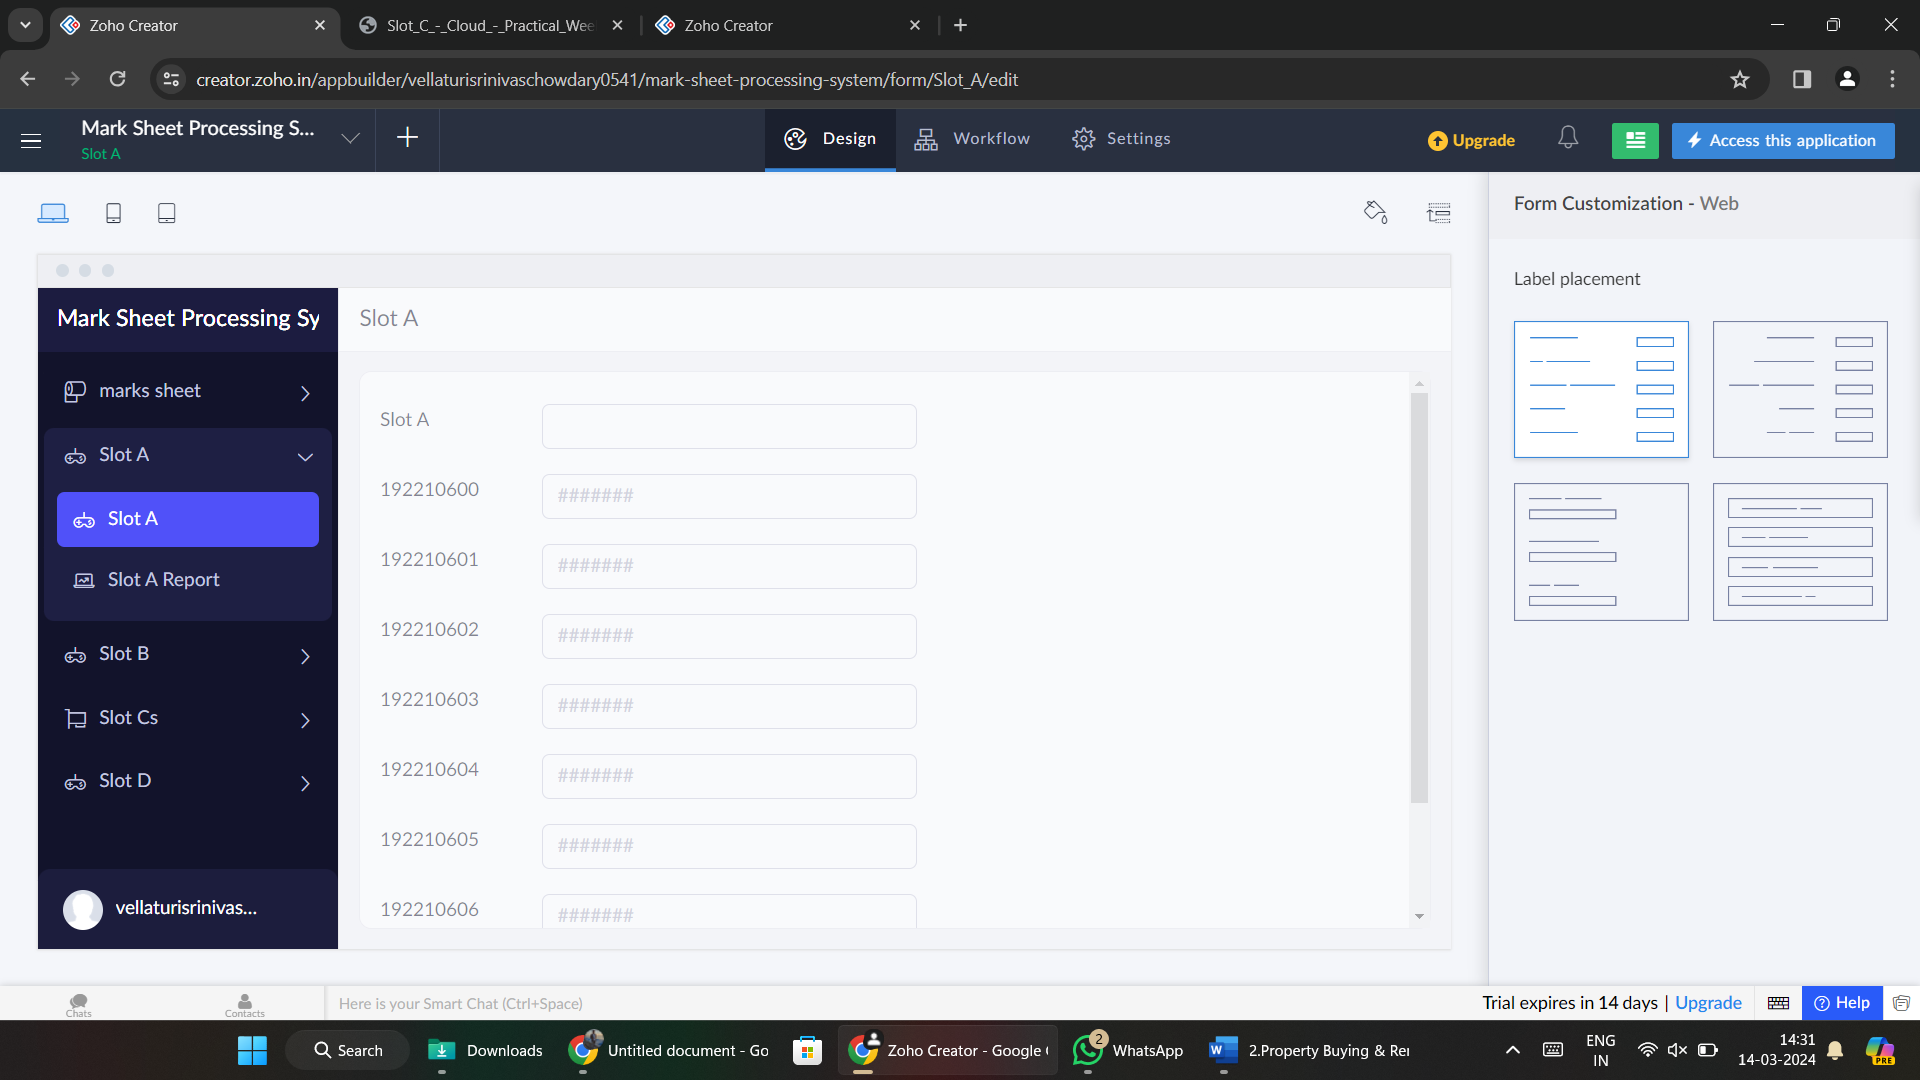 Zoho Creator
Slot_C_-_Cloud_-_Practical_Wee
Zoho Creator
creator.zoho.in/appbuilder/vellaturisrinivaschowdary0541/mark-sheet-processing-system/form/Slot_A/edit
Mark Sheet Processing S...
Slot A
Design
Workflow
Settings
Upgrade
Access this application
Form Customization - Web
Label placement
Mark Sheet Processing Sy
marks sheet
Slot A
Slot A
Slot A Report
Slot B
Slot Cs
Slot D
vellaturisrinivas...
Slot A
Slot A
192210600 #######
192210601 #######
192210602 #######
192210603 #######
192210604 #######
192210605 #######
192210606 #######
Chats
Contacts
Here is your Smart Chat (Ctrl+Space)
Trial expires in 14 days | Upgrade
Help
Search
Downloads
Untitled document - Go
Zoho Creator - Google
2
WhatsApp
2.Property Buying & Rer
ENG
IN
14:31
14-03-2024
PRE